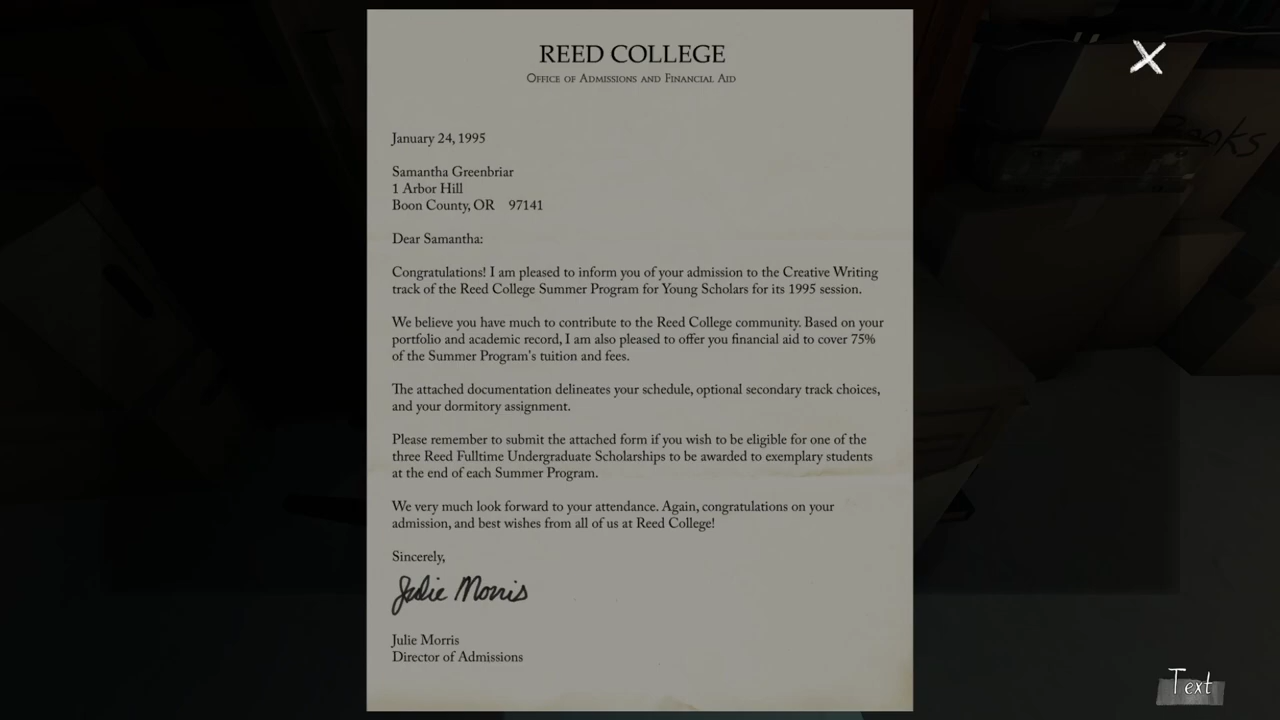 REED COLLEGE
Office of Admissions and Financial Aid
January 24, 1995
Samantha Greenbriar
1 Arbor Hill
Boon County, OR 97141
Dear Samantha:
Congratulations! I am pleased to inform you of your admission to the Creative Writing
track of the Reed College Summer Program for Young Scholars for its 1995 session.
We believe you have much to contribute to the Reed College community. Based on your
portfolio and academic record, I am also pleased to offer you financial aid to cover 75%
of the Summer Program's tuition and fees.
The attached documentation delineates your schedule, optional secondary track choices,
and your dormitory assignment.
Please remember to submit the attached form if you wish to be eligible for one of the
three Reed Fulltime Undergraduate Scholarships to be awarded to exemplary students
at the end of each Summer Program.
We very much look forward to your attendance. Again, congratulations on your
admission, and best wishes from all of us at Reed College!
Sincerely,
Julie Morris
Julie Morris
Director of Admissions
Books
Text